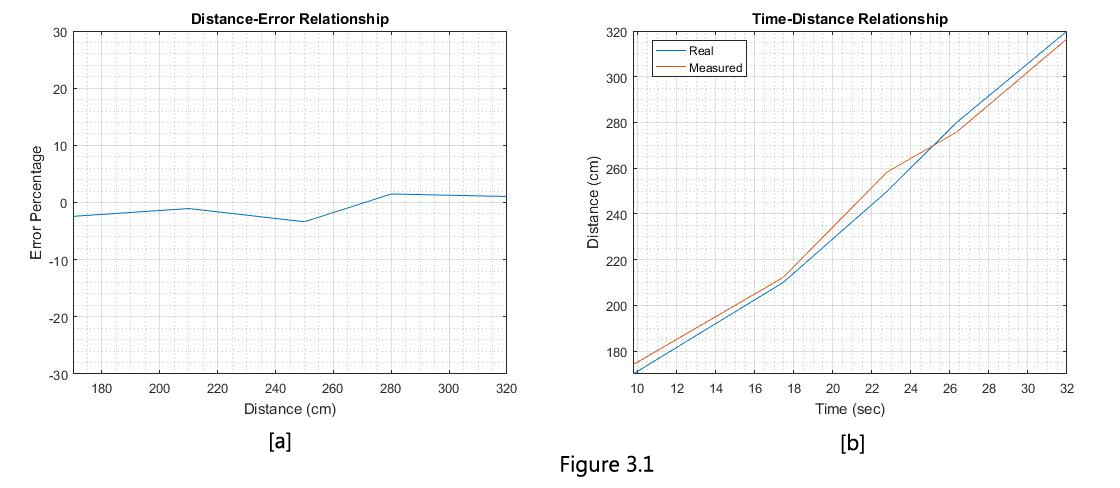 Distance-Error Relationship
30
20
10
0
-10
-20
-30
Error Percentage
180 200 220 240 260 280 300 320
Distance (cm)
[a]
Time-Distance Relationship
Real
Measured
320
300
280
260
240
220
200
180
Distance (cm)
10 12 14 16 18 20 22 24 26 28 30 32
Time (sec)
[b]
Figure 3.1